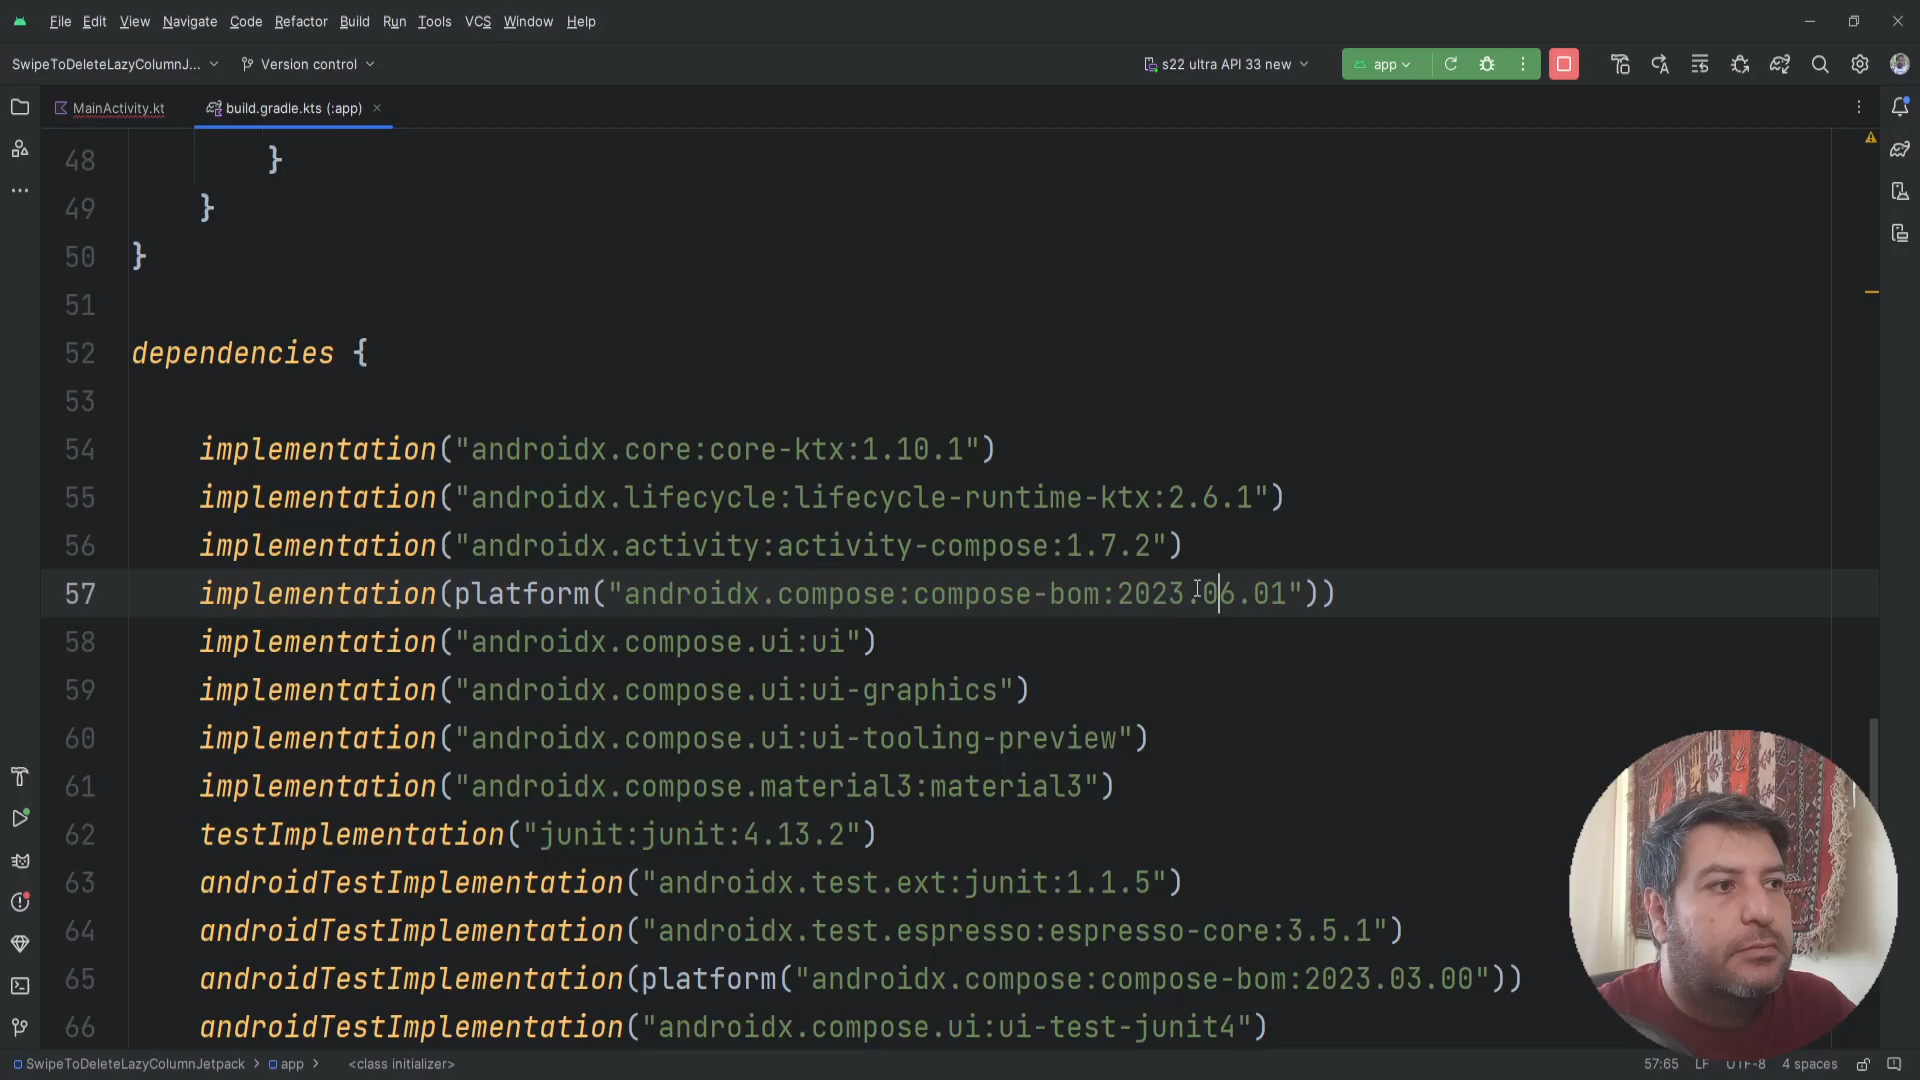 File Edit View Navigate Code Refactor Build Run Tools VCS Window Help
SwipeToDeleteLazyColumnJ... Version control s22 ultra API 33 new app
MainActivity.kt build.gradle.kts (:app)
48 }
49 }
50 }
51
52 dependencies {
53
54 implementation("androidx.core:core-ktx:1.10.1")
55 implementation("androidx.lifecycle:lifecycle-runtime-ktx:2.6.1")
56 implementation("androidx.activity:activity-compose:1.7.2")
57 implementation(platform("androidx.compose:compose-bom:2023.06.01"))
58 implementation("androidx.compose.ui:ui")
59 implementation("androidx.compose.ui:ui-graphics")
60 implementation("androidx.compose.ui:ui-tooling-preview")
61 implementation("androidx.compose.material3:material3")
62 testImplementation("junit:junit:4.13.2")
63 androidTestImplementation("androidx.test.ext:junit:1.1.5")
64 androidTestImplementation("androidx.test.espresso:espresso-core:3.5.1")
65 androidTestImplementation(platform("androidx.compose:compose-bom:2023.03.00"))
66 androidTestImplementation("androidx.compose.ui:ui-test-junit4")
SwipeToDeleteLazyColumnJetpack > app > <class initializer> 57:65 LF UTF-8 4 spaces